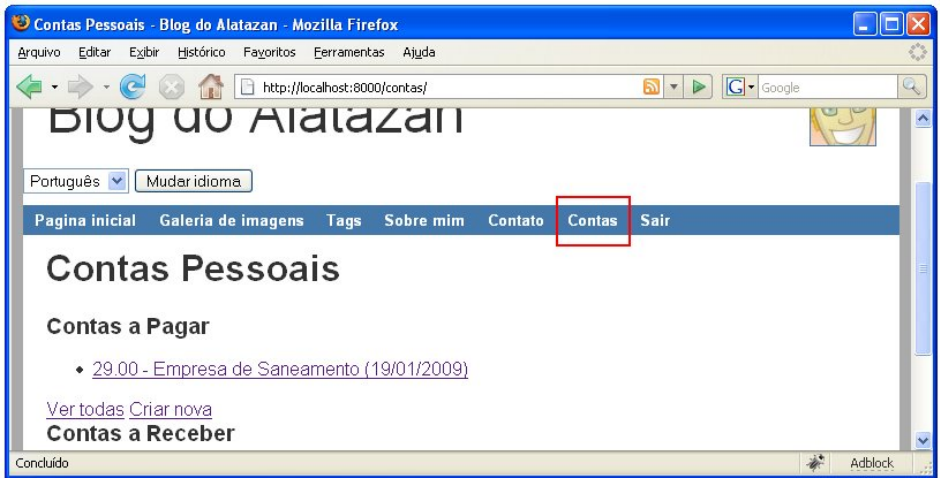 Contas Pessoais - Blog do Alatazan - Mozilla Firefox
Arquivo Editar Exibir Histórico Favoritos Ferramentas Ajuda
http://localhost:8000/contas/ G Google
Blog do Alatazan
Português Mudar idioma
Pagina inicial Galeria de imagens Tags Sobre mim Contato Contas Sair
Contas Pessoais
Contas a Pagar
• 29.00 - Empresa de Saneamento (19/01/2009)
Ver todas Criar nova
Contas a Receber
Concluído Adblock